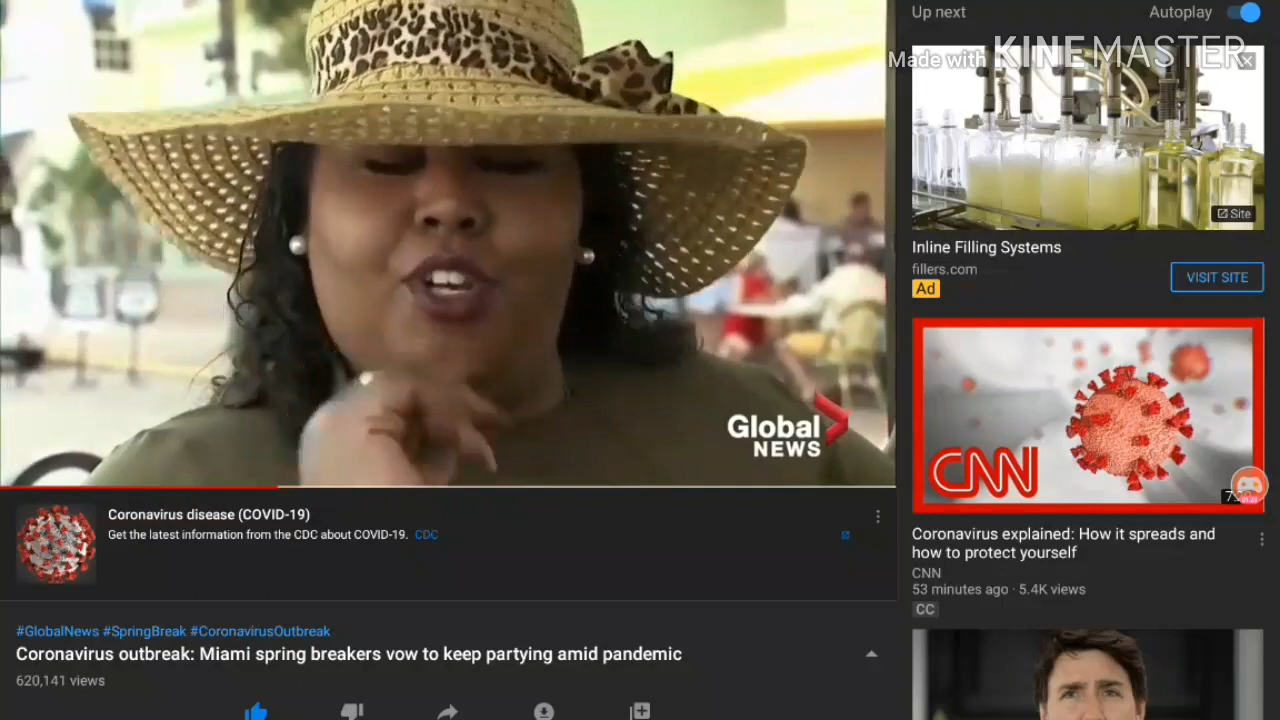 Up next
Autoplay
Made with KINEMASTER
Site
Inline Filling Systems
fillers.com
Ad
VISIT SITE
Global
NEWS
CNN
Coronavirus disease (COVID-19)
Get the latest information from the CDC about COVID-19. CDC
Coronavirus explained: How it spreads and
how to protect yourself
CNN
53 minutes ago · 5.4K views
CC
#GlobalNews #SpringBreak #CoronavirusOutbreak
Coronavirus outbreak: Miami spring breakers vow to keep partying amid pandemic
620,141 views